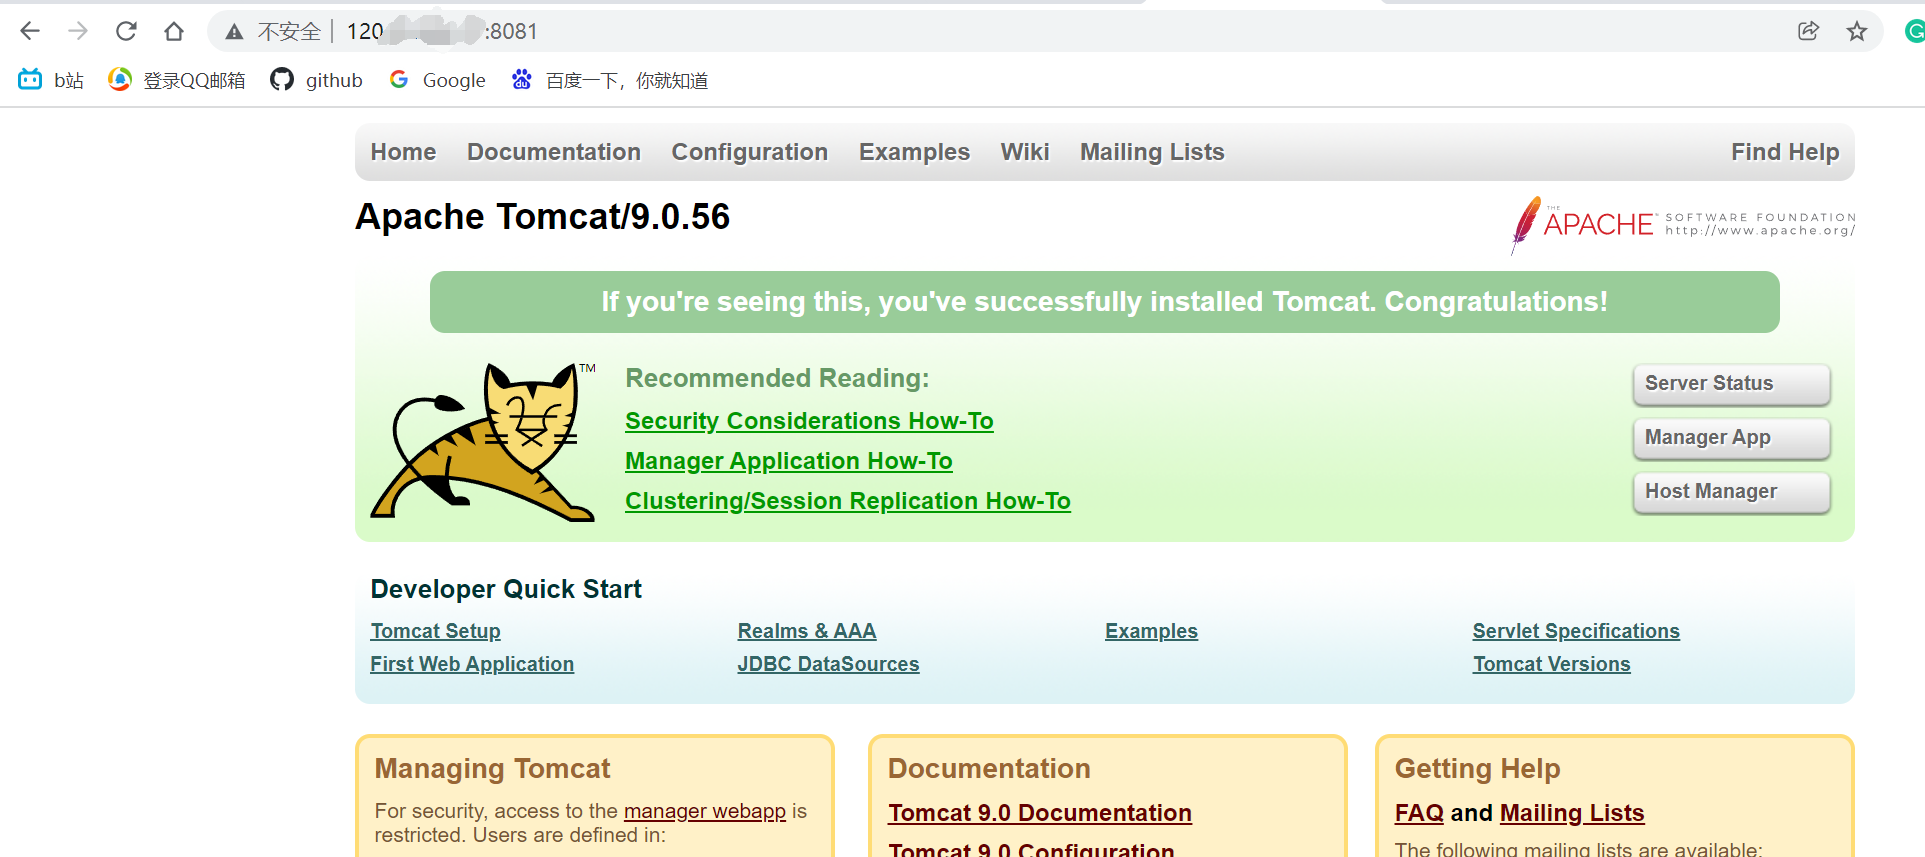 不安全 120 :8081
b站 登录QQ邮箱 github Google 百度一下，你就知道
Home Documentation Configuration Examples Wiki Mailing Lists Find Help
Apache Tomcat/9.0.56
THE APACHE SOFTWARE FOUNDATION
http://www.apache.org/
If you're seeing this, you've successfully installed Tomcat. Congratulations!
TM
Recommended Reading:
Security Considerations How-To
Manager Application How-To
Clustering/Session Replication How-To
Server Status
Manager App
Host Manager
Developer Quick Start
Tomcat Setup Realms & AAA Examples Servlet Specifications
First Web Application JDBC DataSources Tomcat Versions
Managing Tomcat
For security, access to the manager webapp is
restricted. Users are defined in:
Documentation
Tomcat 9.0 Documentation
Tomcat 9.0 Configuration
Getting Help
FAQ and Mailing Lists
The following mailing lists are available: